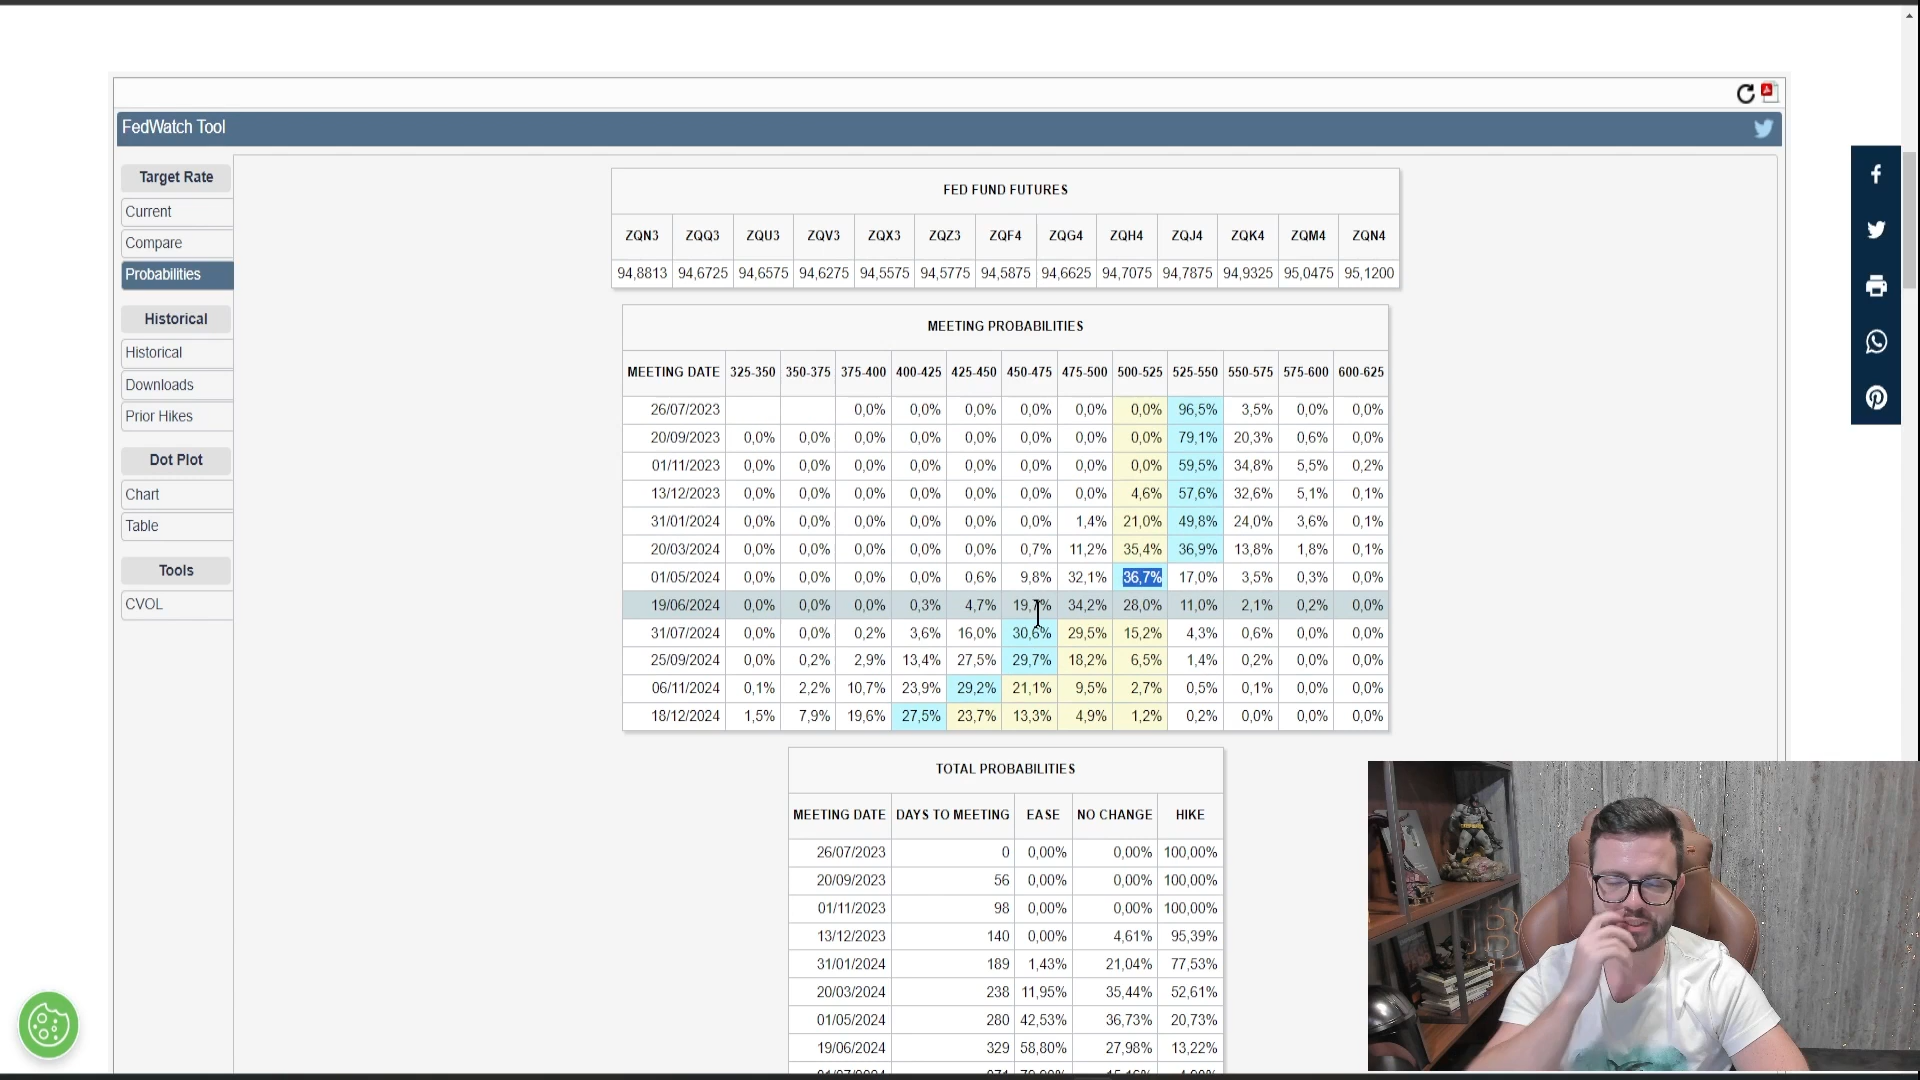 FedWatch Tool
Target Rate
Current
Compare
Probabilities
Historical
Historical
Downloads
Prior Hikes
Dot Plot
Chart
Table
Tools
CVOL
FED FUND FUTURES
ZQN3 ZQQ3 ZQU3 ZQV3 ZQX3 ZQZ3 ZQF4 ZQG4 ZQH4 ZQJ4 ZQK4 ZQM4 ZQN4
94,8813 94,6725 94,6575 94,6275 94,5575 94,5775 94,5875 94,6625 94,7075 94,7875 94,9325 95,0475 95,1200
MEETING PROBABILITIES
MEETING DATE 325-350 350-375 375-400 400-425 425-450 450-475 475-500 500-525 525-550 550-575 575-600 600-625
26/07/2023 0,0% 0,0% 0,0% 0,0% 0,0% 0,0% 96,5% 3,5% 0,0% 0,0%
20/09/2023 0,0% 0,0% 0,0% 0,0% 0,0% 0,0% 0,0% 0,0% 79,1% 20,3% 0,6% 0,0%
01/11/2023 0,0% 0,0% 0,0% 0,0% 0,0% 0,0% 0,0% 0,0% 59,5% 34,8% 5,5% 0,2%
13/12/2023 0,0% 0,0% 0,0% 0,0% 0,0% 0,0% 0,0% 4,6% 57,6% 32,6% 5,1% 0,1%
31/01/2024 0,0% 0,0% 0,0% 0,0% 0,0% 0,0% 1,4% 21,0% 49,8% 24,0% 3,6% 0,1%
20/03/2024 0,0% 0,0% 0,0% 0,0% 0,0% 0,7% 11,2% 35,4% 36,9% 13,8% 1,8% 0,1%
01/05/2024 0,0% 0,0% 0,0% 0,0% 0,6% 9,8% 32,1% 36,7% 17,0% 3,5% 0,3% 0,0%
19/06/2024 0,0% 0,0% 0,0% 0,3% 4,7% 19,7% 34,2% 28,0% 11,0% 2,1% 0,2% 0,0%
31/07/2024 0,0% 0,0% 0,2% 3,6% 16,0% 30,6% 29,5% 15,2% 4,3% 0,6% 0,0% 0,0%
25/09/2024 0,0% 0,2% 2,9% 13,4% 27,5% 29,7% 18,2% 6,5% 1,4% 0,2% 0,0% 0,0%
06/11/2024 0,1% 2,2% 10,7% 23,9% 29,2% 21,1% 9,5% 2,7% 0,5% 0,1% 0,0% 0,0%
18/12/2024 1,5% 7,9% 19,6% 27,5% 23,7% 13,3% 4,9% 1,2% 0,2% 0,0% 0,0% 0,0%
TOTAL PROBABILITIES
MEETING DATE DAYS TO MEETING EASE NO CHANGE HIKE
26/07/2023 0 0,00% 0,00% 100,00%
20/09/2023 56 0,00% 0,00% 100,00%
01/11/2023 98 0,00% 0,00% 100,00%
13/12/2023 140 0,00% 4,61% 95,39%
31/01/2024 189 1,43% 21,04% 77,53%
20/03/2024 238 11,95% 35,44% 52,61%
01/05/2024 280 42,53% 36,73% 20,73%
19/06/2024 329 58,80% 27,98% 13,22%